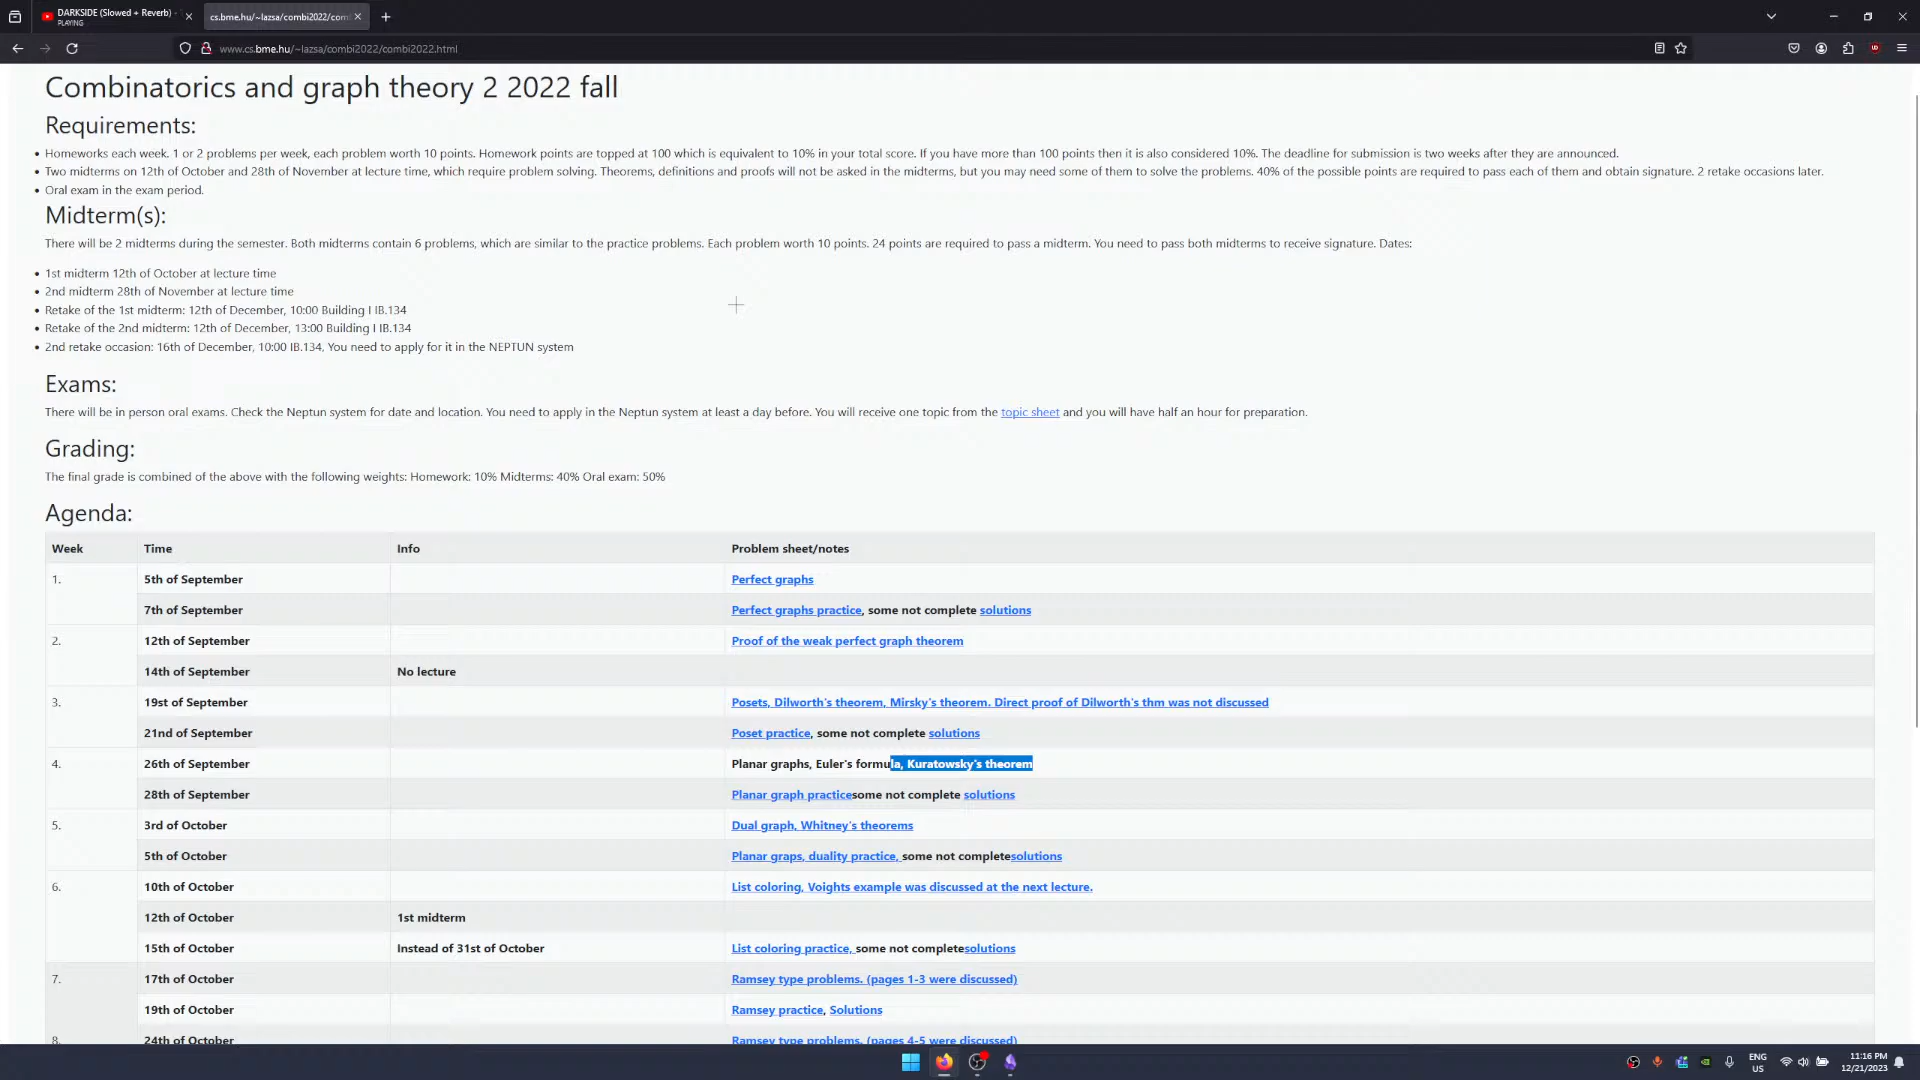 DARKSIDE (Slowed + Reverb) -
PLAYING
cs.bme.hu/~lazsa/combi2022/com
www.cs.bme.hu/~lazsa/combi2022/combi2022.html
Combinatorics and graph theory 2 2022 fall
Requirements:
Homeworks each week. 1 or 2 problems per week, each problem worth 10 points. Homework points are topped at 100 which is equivalent to 10% in your total score. If you have more than 100 points then it is also considered 10%. The deadline for submission is two weeks after they are announced.
Two midterms on 12th of October and 28th of November at lecture time, which require problem solving. Theorems, definitions and proofs will not be asked in the midterms, but you may need some of them to solve the problems. 40% of the possible points are required to pass each of them and obtain signature. 2 retake occasions later.
Oral exam in the exam period.
Midterm(s):
There will be 2 midterms during the semester. Both midterms contain 6 problems, which are similar to the practice problems. Each problem worth 10 points. 24 points are required to pass a midterm. You need to pass both midterms to receive signature. Dates:
1st midterm 12th of October at lecture time
2nd midterm 28th of November at lecture time
Retake of the 1st midterm: 12th of December, 10:00 Building I IB.134
Retake of the 2nd midterm: 12th of December, 13:00 Building I IB.134
2nd retake occasion: 16th of December, 10:00 IB.134, You need to apply for it in the NEPTUN system
Exams:
There will be in person oral exams. Check the Neptun system for date and location. You need to apply in the Neptun system at least a day before. You will receive one topic from the topic sheet and you will have half an hour for preparation.
Grading:
The final grade is combined of the above with the following weights: Homework: 10% Midterms: 40% Oral exam: 50%
Agenda:
Week Time Info Problem sheet/notes
1. 5th of September Perfect graphs
7th of September Perfect graphs practice, some not complete solutions
2. 12th of September Proof of the weak perfect graph theorem
14th of September No lecture
3. 19st of September Posets, Dilworth's theorem, Mirsky's theorem. Direct proof of Dilworth's thm was not discussed
21nd of September Poset practice, some not complete solutions
4. 26th of September Planar graphs, Euler's formula, Kuratowsky's theorem
28th of September Planar graph practicesome not complete solutions
5. 3rd of October Dual graph, Whitney's theorems
5th of October Planar graps, duality practice, some not completesolutions
6. 10th of October List coloring, Voights example was discussed at the next lecture.
12th of October 1st midterm
15th of October Instead of 31st of October List coloring practice, some not completesolutions
7. 17th of October Ramsey type problems. (pages 1-3 were discussed)
19th of October Ramsey practice, Solutions
8. 24th of October Ramsey type problems. (pages 4-5 were discussed)
ENG
US
11:16 PM
12/21/2023